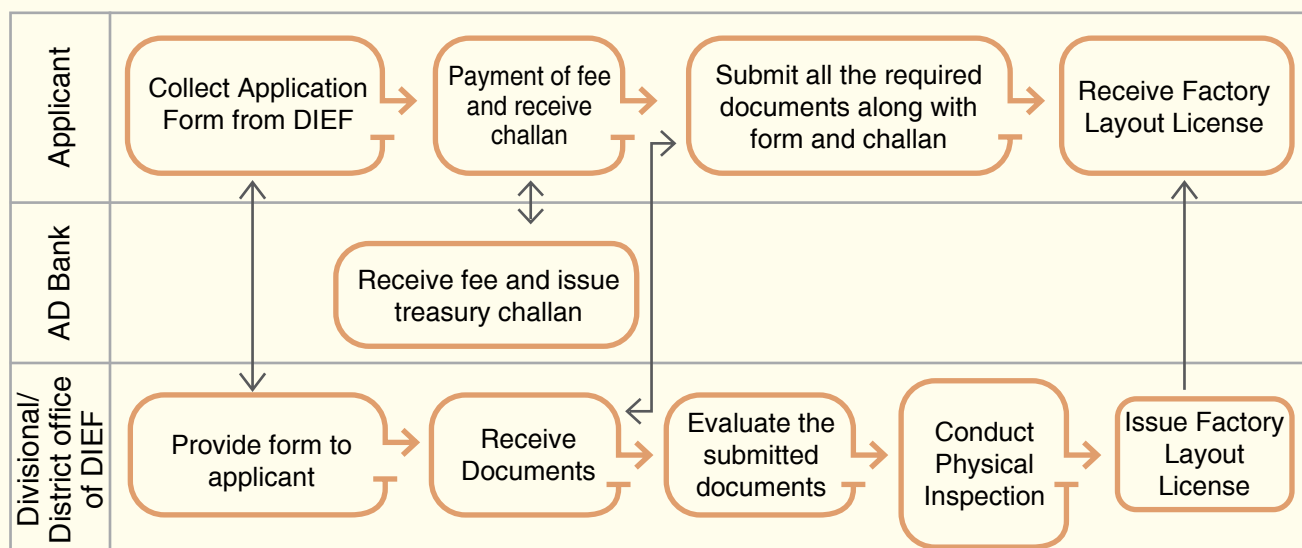 Applicant
Collect Application
Form from DIEF
Payment of fee
and receive
challan
Submit all the required
documents along with
form and challan
Receive Factory
Layout License
AD Bank
Receive fee and issue
treasury challan
Divisional/
District office
of DIEF
Provide form to
applicant
Receive
Documents
Evaluate the
submitted
documents
Conduct
Physical
Inspection
Issue Factory
Layout
License